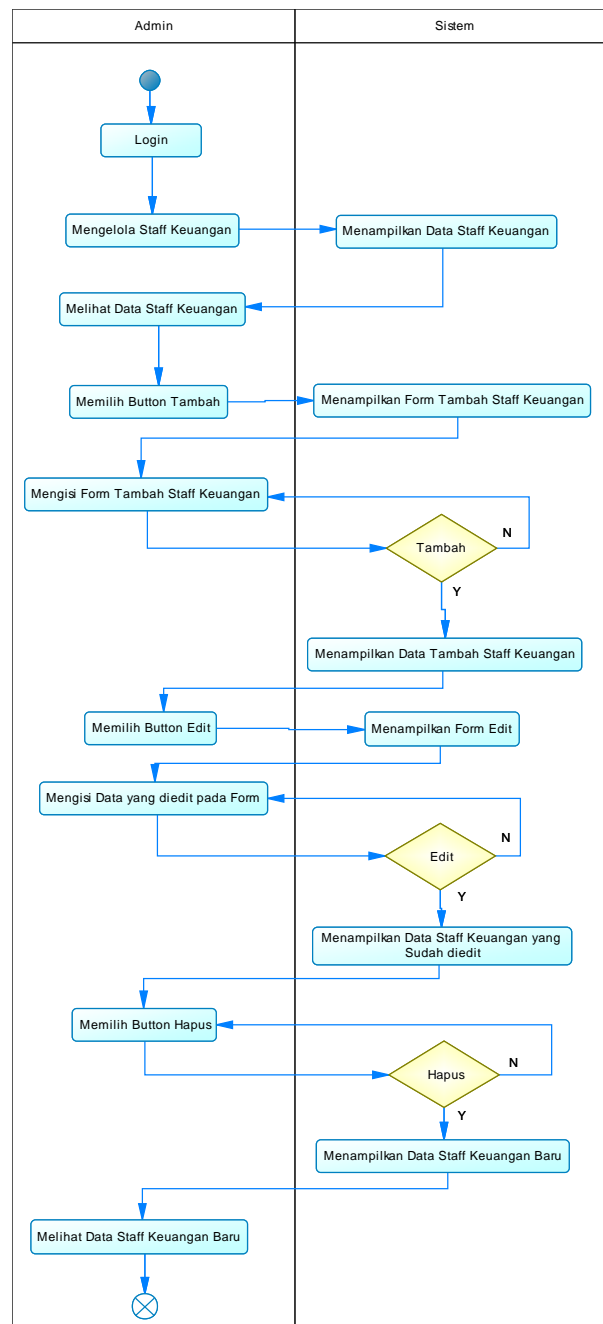 Admin
Sistem
Login
Mengelola Staff Keuangan
Menampilkan Data Staff Keuangan
Melihat Data Staff Keuangan
Memilih Button Tambah
Menampilkan Form Tambah Staff Keuangan
Mengisi Form Tambah Staff Keuangan
Tambah
N
Y
Menampilkan Data Tambah Staff Keuangan
Memilih Button Edit
Menampilkan Form Edit
Mengisi Data yang diedit pada Form
Edit
N
Y
Menampilkan Data Staff Keuangan yang
Sudah diedit
Memilih Button Hapus
Hapus
N
Y
Menampilkan Data Staff Keuangan Baru
Melihat Data Staff Keuangan Baru